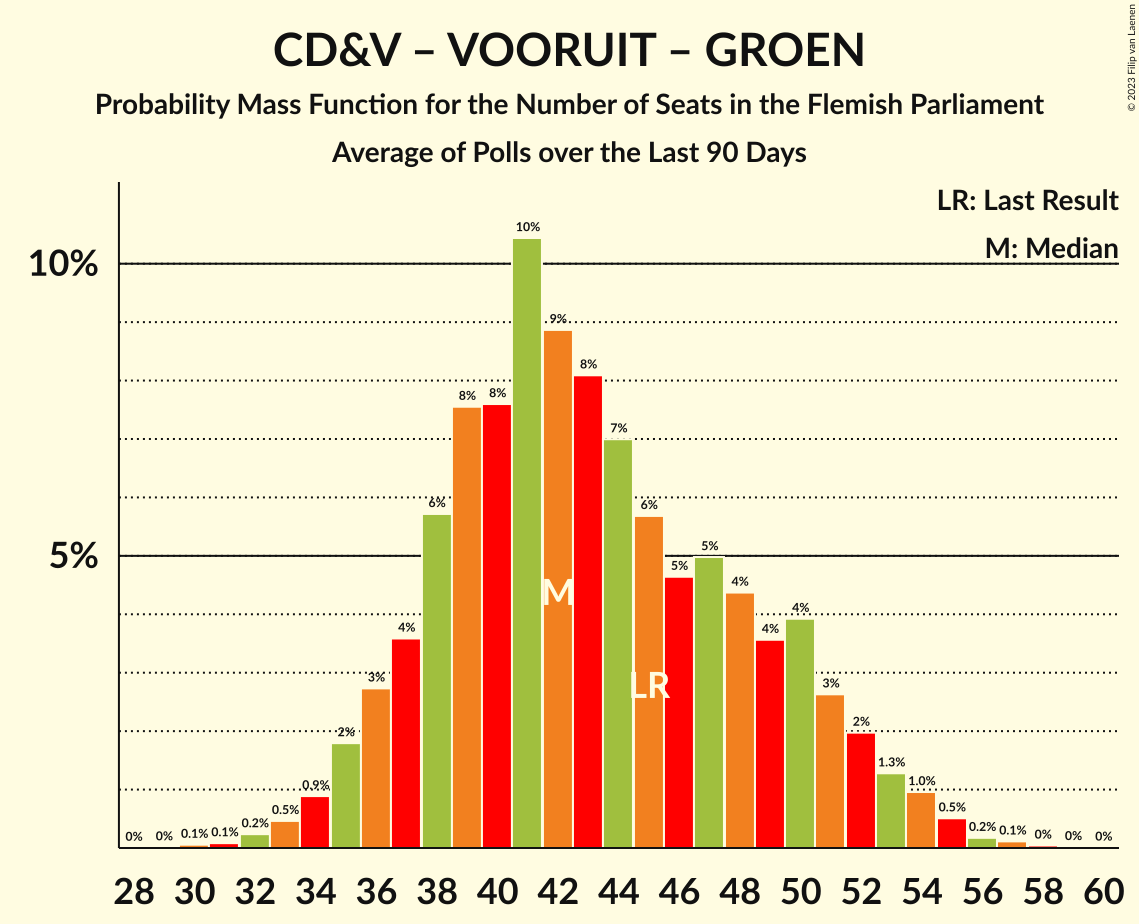 CD&V – VOORUIT – GROEN
Probability Mass Function for the Number of Seats in the Flemish Parliament
Average of Polls over the Last 90 Days
© 2023 Filip van Laenen
LR: Last Result
M: Median
10%
5%
0% 0% 0.1% 0.1% 0.2% 0.5% 0.9% 2% 3% 4% 6% 8% 8% 10% 9% 8% 7% 6% 5% 5% 4% 4% 4% 3% 2% 1.3% 1.0% 0.5% 0.2% 0.1% 0% 0% 0%
M
LR
28 30 32 34 36 38 40 42 44 46 48 50 52 54 56 58 60